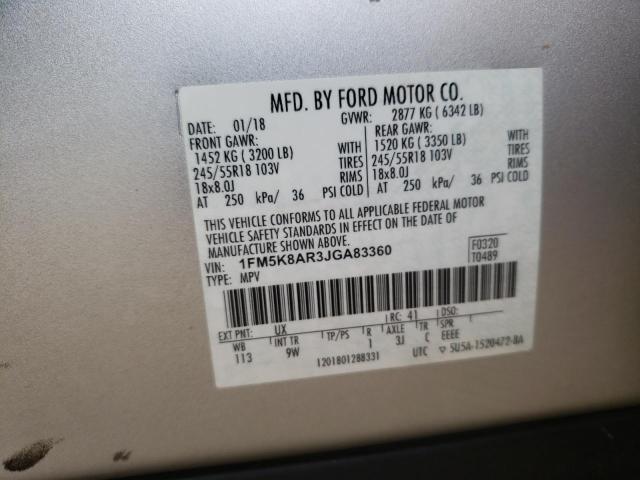 MFD. BY FORD MOTOR CO.
DATE: 01/18 GVWR: 2877 KG ( 6342 LB)
FRONT GAWR: REAR GAWR:
1452 KG ( 3200 LB) 1520 KG ( 3350 LB)
245/55R18 103V TIRES 245/55R18 103V TIRES
18x8.0J RIMS 18x8.0J RIMS
AT 250 kPa/ 36 PSI COLD AT 250 kPa/ 36 PSI COLD
THIS VEHICLE CONFORMS TO ALL APPLICABLE FEDERAL MOTOR
VEHICLE SAFETY STANDARDS IN EFFECT ON THE DATE OF
MANUFACTURE SHOWN ABOVE.
VIN: 1FM5K8AR3JGA83360 F0320
TYPE: MPV T0489
EXT PNT: UX RC: 41 DSO:
WB INT TR TP/PS R AXLE TR SPR
113 9W 1 3J C EEEE
1201801288331 UTC ▽ 5U5A-1520472-BA